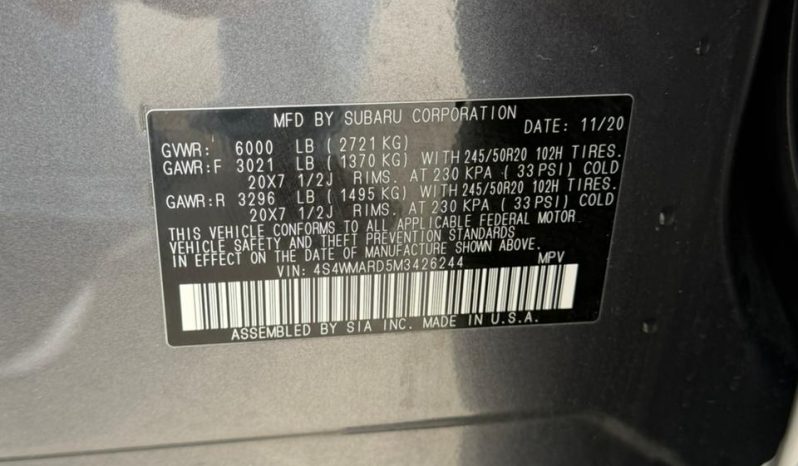 MFD BY SUBARU CORPORATION
DATE: 11/20
GVWR: 6000 LB ( 2721 KG)
GAWR:F 3021 LB ( 1370 KG) WITH 245/50R20 102H TIRES.
20X7 1/2J RIMS. AT 230 KPA ( 33 PSI) COLD
GAWR:R 3296 LB ( 1495 KG) WITH 245/50R20 102H TIRES.
20X7 1/2J RIMS. AT 230 KPA ( 33 PSI) COLD
THIS VEHICLE CONFORMS TO ALL APPLICABLE FEDERAL MOTOR
VEHICLE SAFETY AND THEFT PREVENTION STANDARDS
IN EFFECT ON THE DATE OF MANUFACTURE SHOWN ABOVE.
VIN: 4S4WMARD5M3426244 MPV
ASSEMBLED BY SIA INC. MADE IN U.S.A.